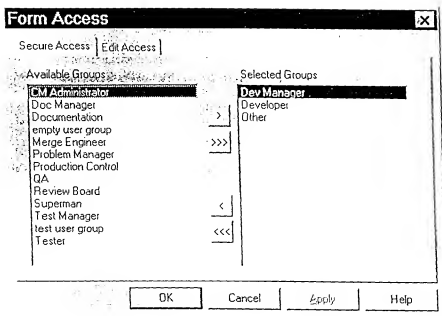 Form Access
Secure Access Edit Access
Available Groups Selected Groups
CM Administrator
Doc Manager
Documentation
empty user group
Merge Engineer
Problem Manager
Production Control
QA
Review Board
Superman
Test Manager
test user group
Tester
>
>>>
<
<<<
Dev Manager
Developer
Other
OK Cancel Apply Help